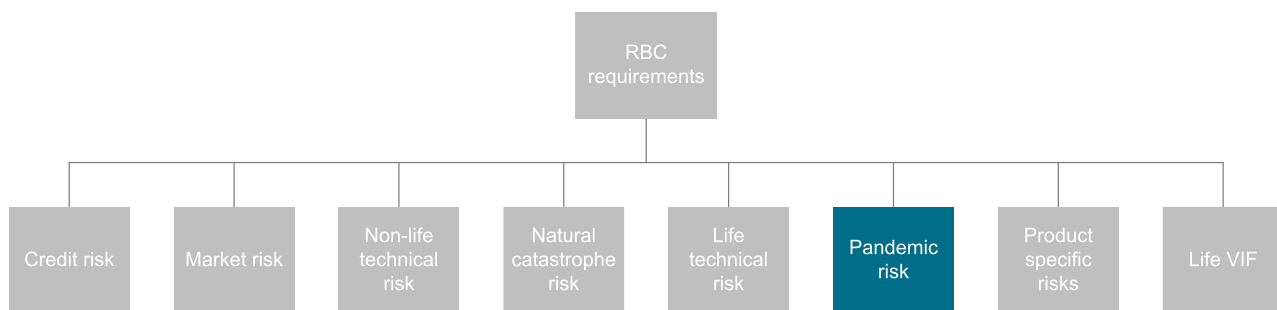 RBC
requirements
Credit risk
Market risk
Non-life
technical
risk
Natural
catastrophe
risk
Life
technical
risk
Pandemic
risk
Product
specific
risks
Life VIF